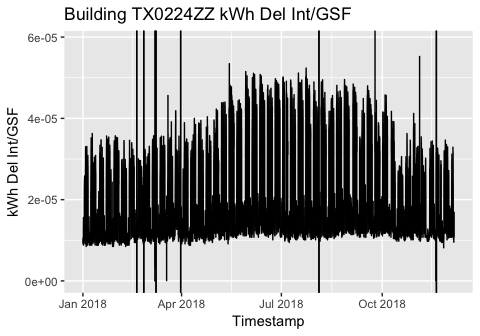 Building TX0224ZZ kWh Del Int/GSF
6e-05
4e-05
2e-05
0e+00
kWh Del Int/GSF
Jan 2018
Apr 2018
Jul 2018
Oct 2018
Timestamp